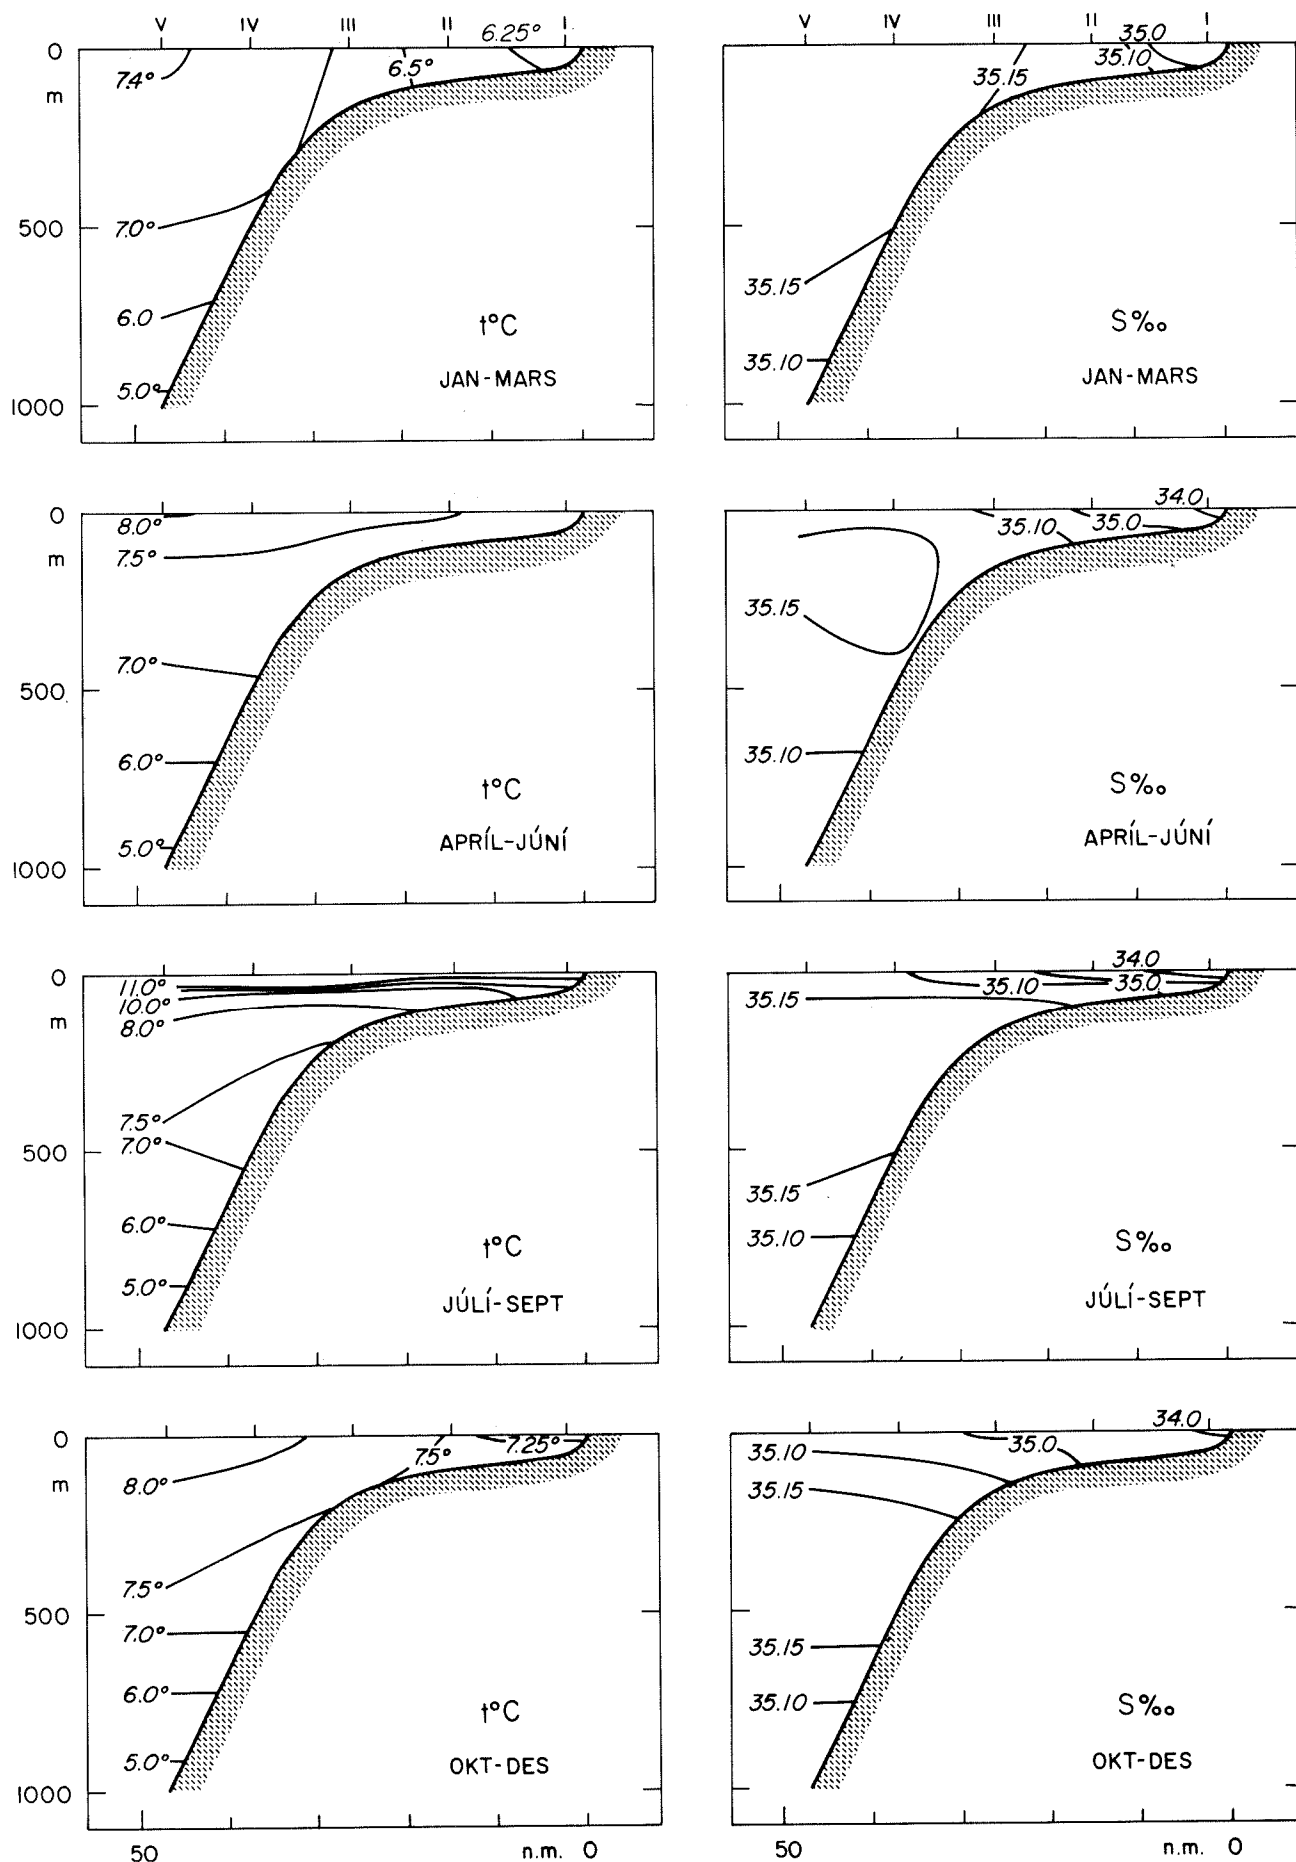 V IV III II I
6.25°
0
7.4°
6.5°
m
7.0°
500
6.0
t°C
JAN-MARS
5.0°
1000
V IV III II I
35.0
35.10
35.15
35.15
S‰
35.10
JAN-MARS
0
8.0°
m
7.5°
7.0°
500
6.0°
t°C
APRÍL-JÚNÍ
5.0°
1000
34.0
35.10
35.0
35.15
35.10
S‰
APRÍL-JÚNÍ
0
11.0°
10.0°
m
8.0°
7.5°
7.0°
500
6.0°
t°C
5.0°
JÚLÍ-SEPT
1000
34.0
35.10
35.0
35.15
35.15
35.10
S‰
JÚLÍ-SEPT
0
7.5°
7.25°
8.0°
m
7.5°
500
7.0°
6.0°
t°C
5.0°
OKT-DES
1000
50 n.m. 0
34.0
35.10
35.0
35.15
35.15
35.10
S‰
OKT-DES
50 n.m. 0